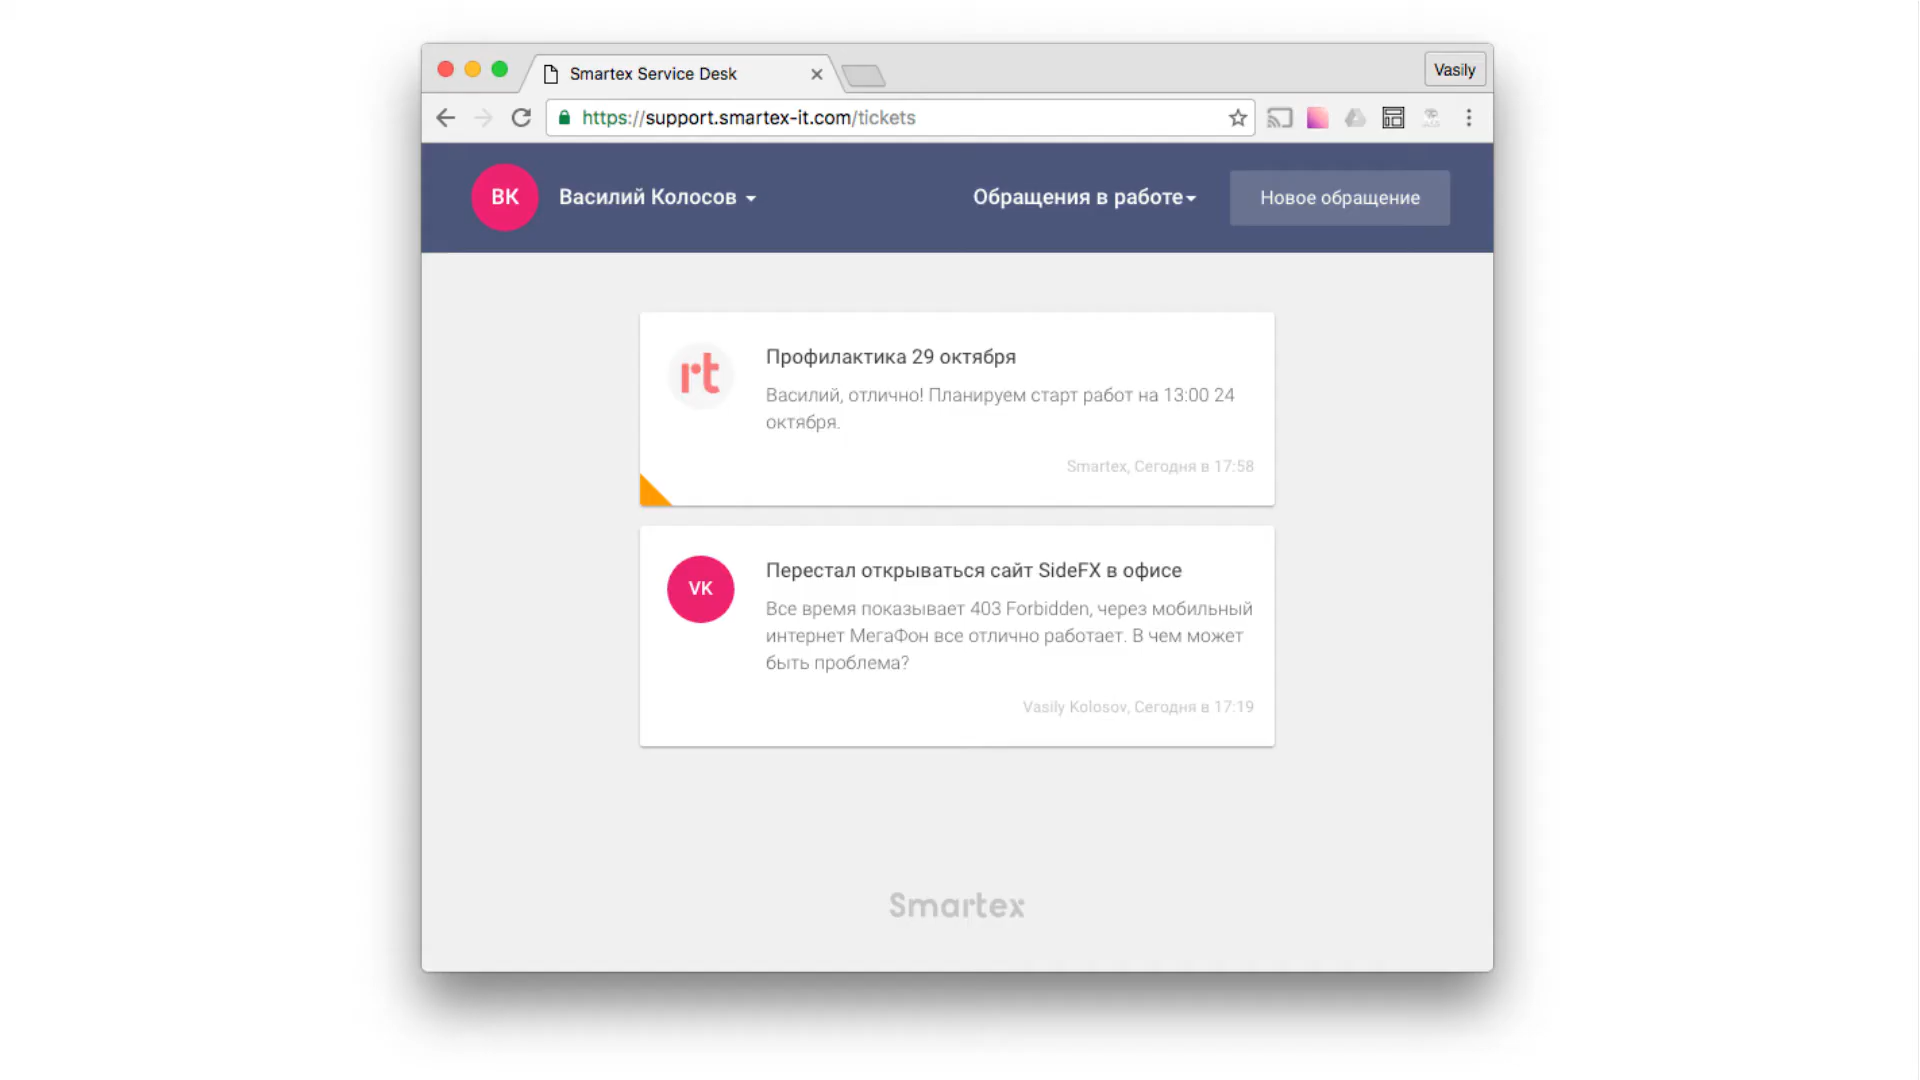 Smartex Service Desk
Vasily
https://support.smartex-it.com/tickets
ВК
Василий Колосов
Обращения в работе
Новое обращение
rt
Профилактика 29 октября
Василий, отлично! Планируем старт работ на 13:00 24
октября.
Smartex, Сегодня в 17:58
VK
Перестал открываться сайт SideFX в офисе
Все время показывает 403 Forbidden, через мобильный
интернет МегаФон все отлично работает. В чем может
быть проблема?
Vasily Kolosov, Сегодня в 17:19
Smartex